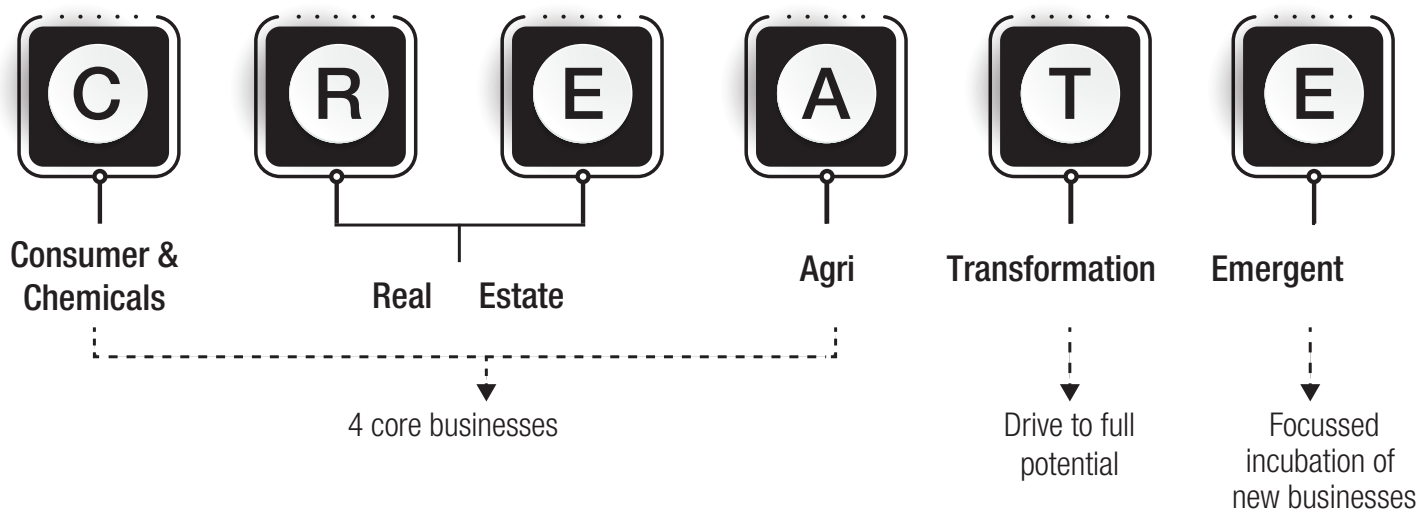 C R E A T E
Consumer &
Chemicals
Real Estate
Agri
Transformation
Emergent
4 core businesses
Drive to full
potential
Focussed
incubation of
new businesses